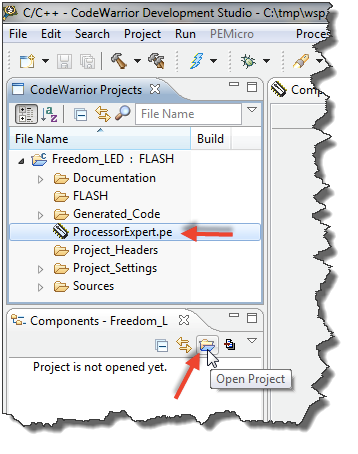 C/C++ - CodeWarrior Development Studio - C:\tmp\wsp
File Edit Search Project Run PEMicro Proces
CodeWarrior Projects
Comp
File Name
File Name Build
Freedom_LED : FLASH
Documentation
FLASH
Generated_Code
ProcessorExpert.pe
Project_Headers
Project_Settings
Sources
Components - Freedom_L
Project is not opened yet.
Open Project